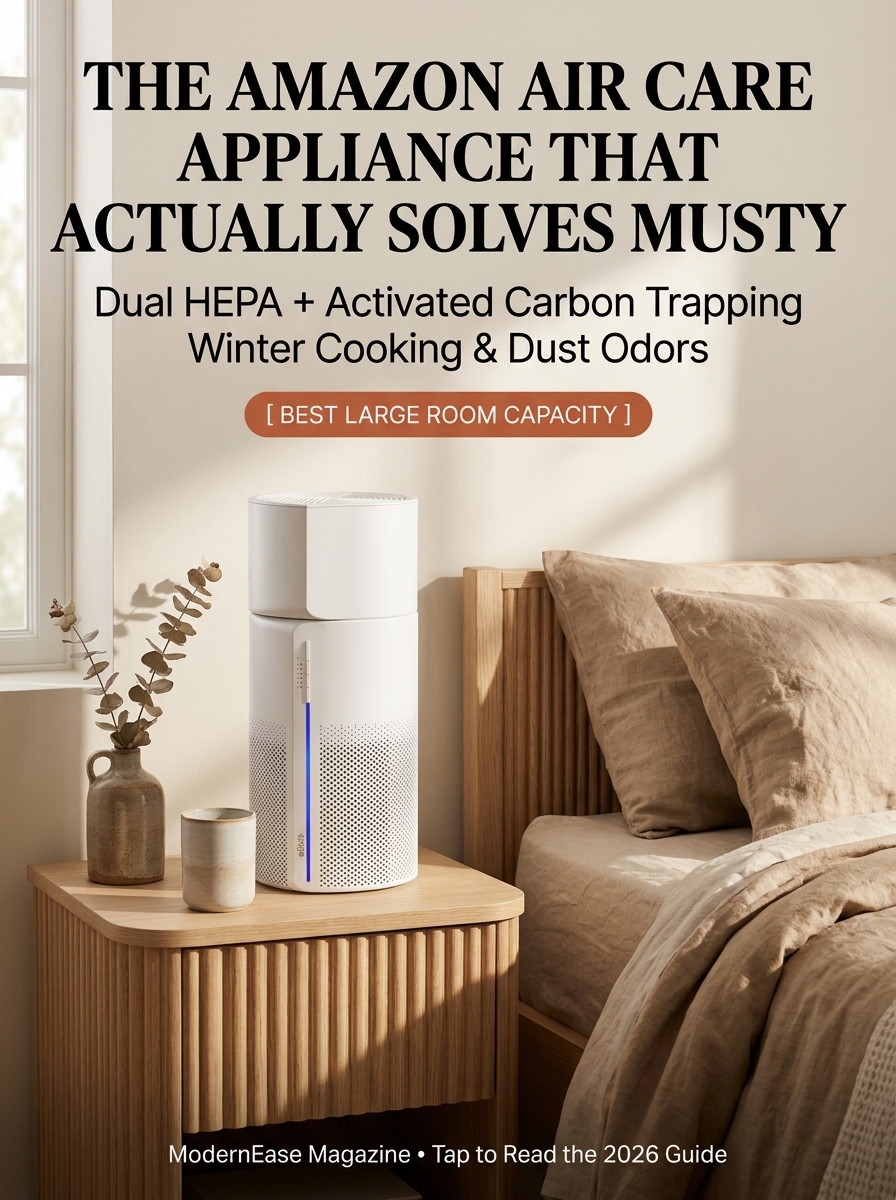 THE AMAZON AIR CARE
APPLIANCE THAT
ACTUALLY SOLVES MUSTY
Dual HEPA + Activated Carbon Trapping
Winter Cooking & Dust Odors
[ BEST LARGE ROOM CAPACITY ]
ModernEase Magazine • Tap to Read the 2026 Guide